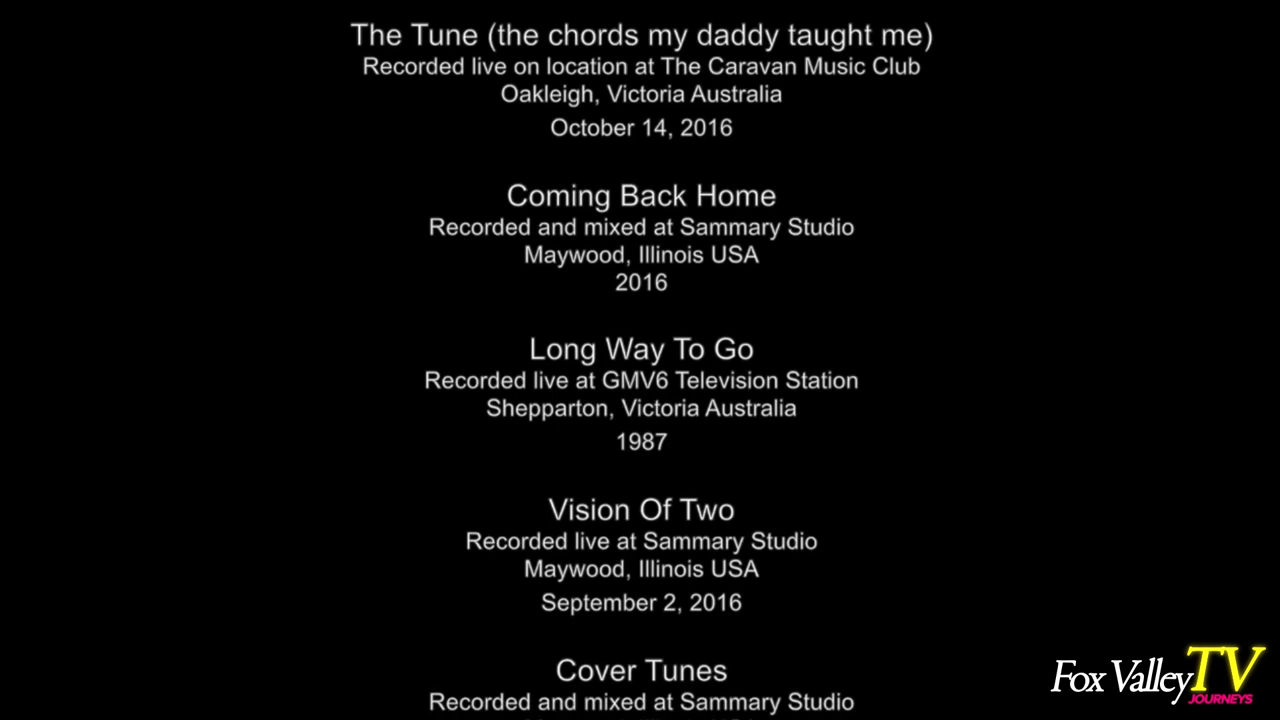 The Tune (the chords my daddy taught me)
Recorded live on location at The Caravan Music Club
Oakleigh, Victoria Australia
October 14, 2016
Coming Back Home
Recorded and mixed at Sammary Studio
Maywood, Illinois USA
2016
Long Way To Go
Recorded live at GMV6 Television Station
Shepparton, Victoria Australia
1987
Vision Of Two
Recorded live at Sammary Studio
Maywood, Illinois USA
September 2, 2016
Cover Tunes
Recorded and mixed at Sammary Studio
Fox Valley TV
JOURNEYS